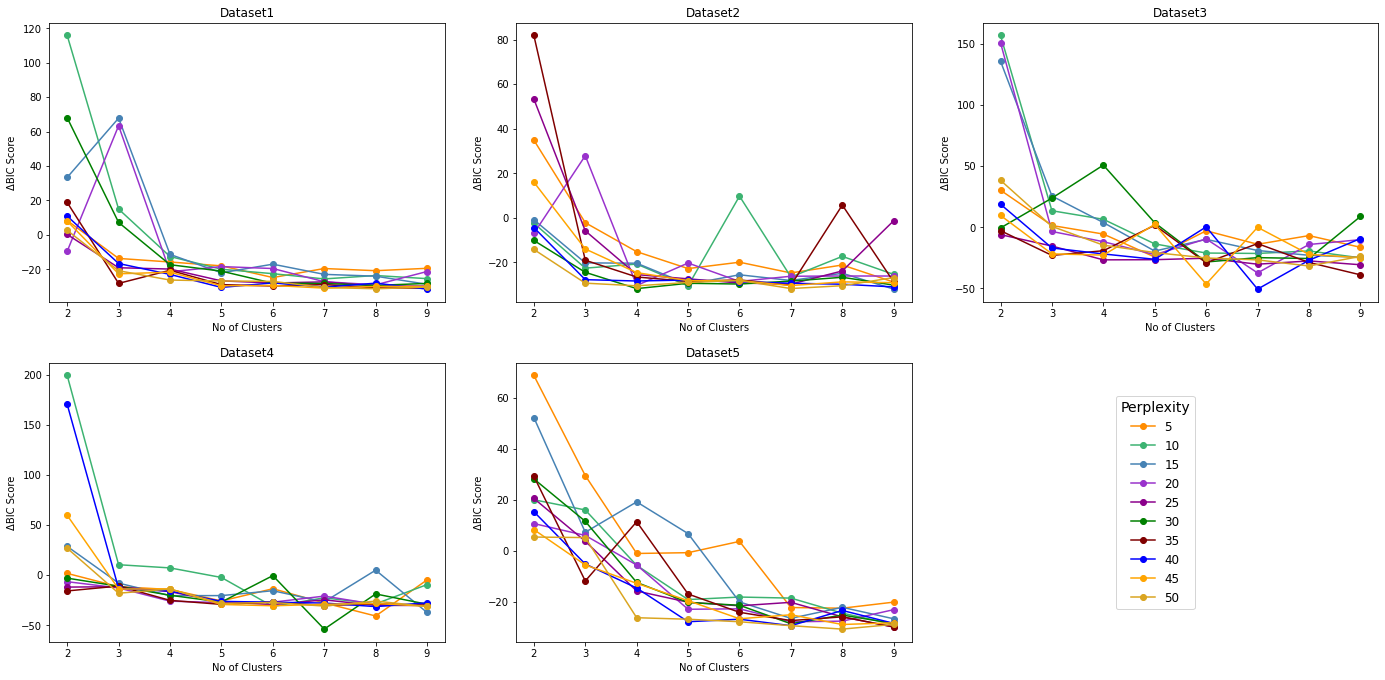 Dataset1
ΔBIC Score
120
100
80
60
40
20
0
−20
2 3 4 5 6 7 8 9
No of Clusters
Dataset2
ΔBIC Score
80
60
40
20
0
−20
2 3 4 5 6 7 8 9
No of Clusters
Dataset3
ΔBIC Score
150
100
50
0
−50
2 3 4 5 6 7 8 9
No of Clusters
Dataset4
ΔBIC Score
200
150
100
50
0
−50
2 3 4 5 6 7 8 9
No of Clusters
Dataset5
ΔBIC Score
60
40
20
0
−20
2 3 4 5 6 7 8 9
No of Clusters
Perplexity
5
10
15
20
25
30
35
40
45
50